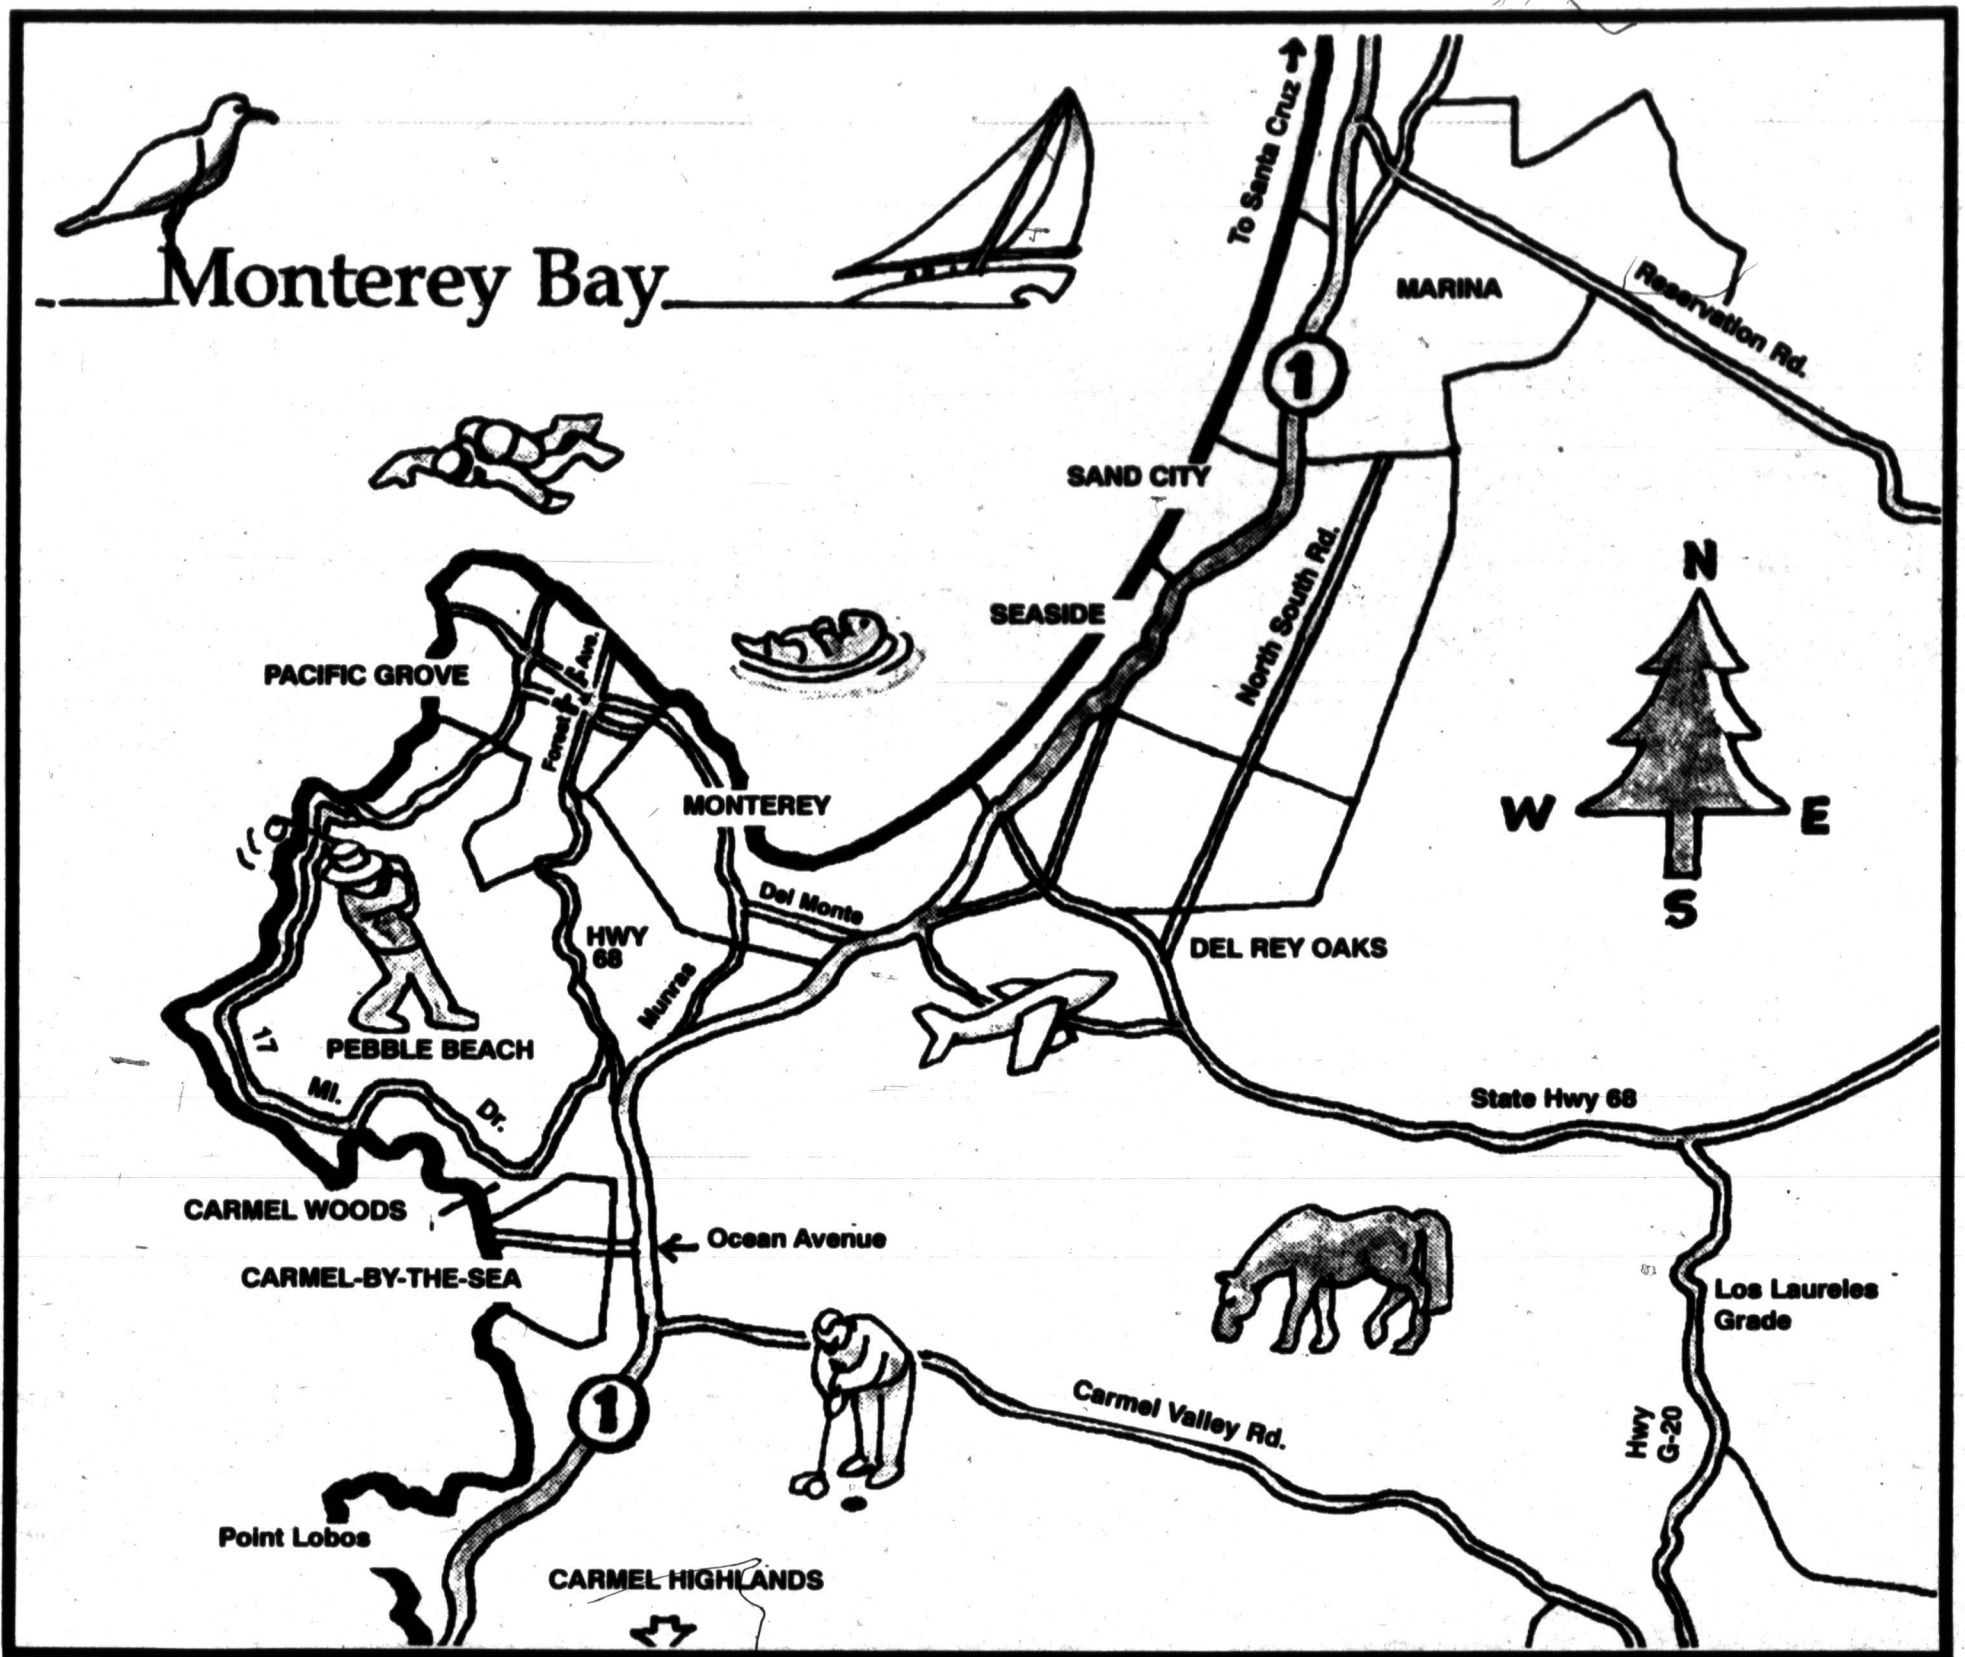 To Santa Cruz
Monterey Bay
MARINA
Reservation Rd.
1
SAND CITY
North South Rd.
N
SEASIDE
PACIFIC GROVE
Forest Ave.
MONTEREY
W
E
S
Del Monte
HWY
68
Munras
DEL REY OAKS
17
Mi.
Dr.
PEBBLE BEACH
State Hwy 68
CARMEL WOODS
Ocean Avenue
CARMEL-BY-THE-SEA
Los Laureles
Grade
1
Carmel Valley Rd.
Hwy
G-20
Point Lobos
CARMEL HIGHLANDS